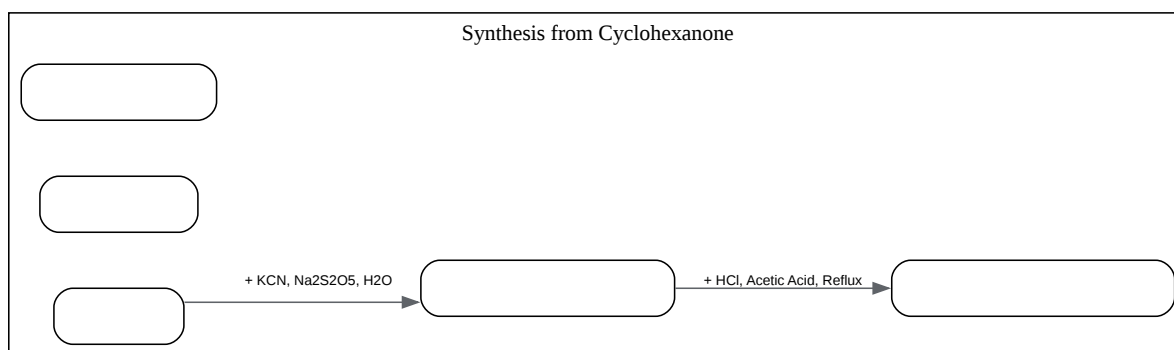 Synthesis from Cyclohexanone
+ KCN, Na2S2O5, H2O
+ HCl, Acetic Acid, Reflux